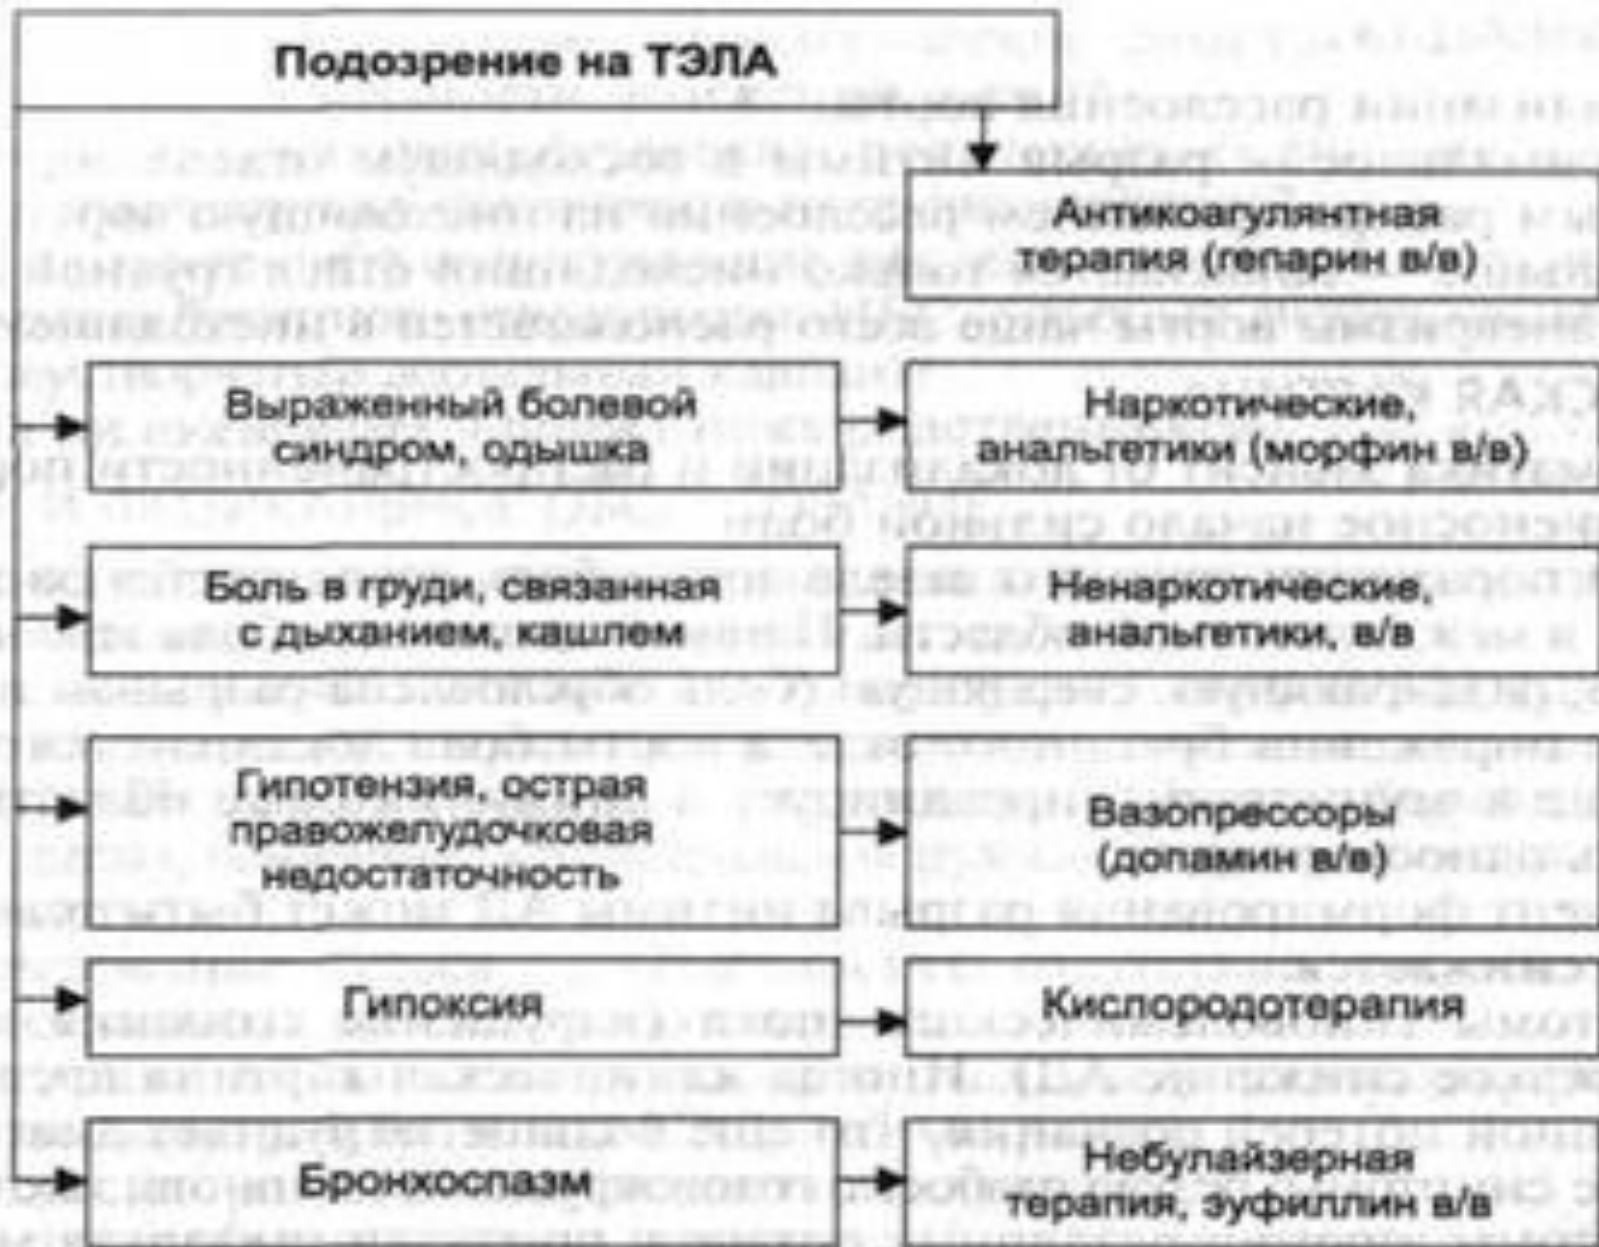 Подозрение на ТЭЛА
Антикоагулянтная
терапия (гепарин в/в)
Выраженный болевой
синдром, одышка
Наркотические,
анальгетики (морфин в/в)
Боль в груди, связанная
с дыханием, кашлем
Ненаркотические,
анальгетики, в/в
Гипотензия, острая
правожелудочковая
недостаточность
Вазопрессоры
(допамин в/в)
Гипоксия
Кислородотерапия
Бронхоспазм
Небулайзерная
терапия, эуфиллин в/в